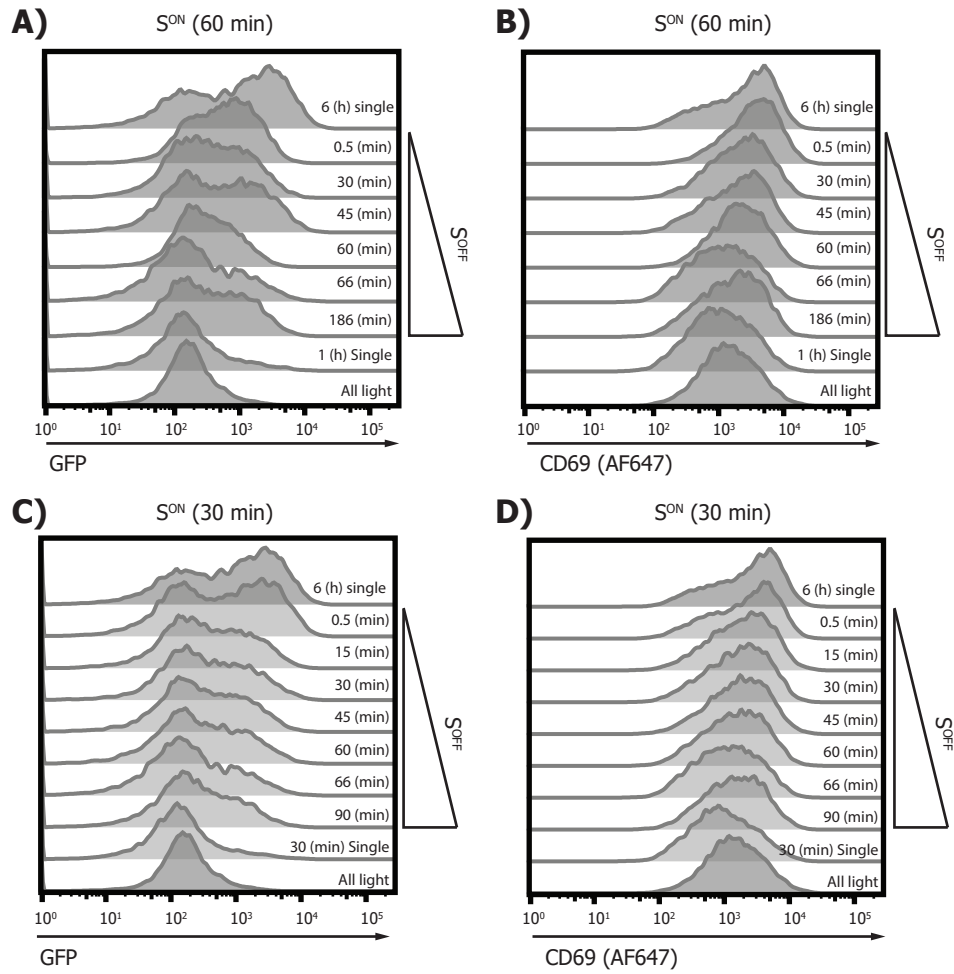 A)
S^ON (60 min)
6 (h) single
0.5 (min)
30 (min)
45 (min)
60 (min)
66 (min)
186 (min)
1 (h) Single
All light
S^OFF
10^0 10^1 10^2 10^3 10^4 10^5
GFP
B)
S^ON (60 min)
6 (h) single
0.5 (min)
30 (min)
45 (min)
60 (min)
66 (min)
186 (min)
1 (h) Single
All light
S^OFF
10^0 10^1 10^2 10^3 10^4 10^5
CD69 (AF647)
C)
S^ON (30 min)
6 (h) single
0.5 (min)
15 (min)
30 (min)
45 (min)
60 (min)
66 (min)
90 (min)
30 (min) Single
All light
S^OFF
10^0 10^1 10^2 10^3 10^4 10^5
GFP
D)
S^ON (30 min)
6 (h) single
0.5 (min)
15 (min)
30 (min)
45 (min)
60 (min)
66 (min)
90 (min)
30 (min) Single
All light
S^OFF
10^0 10^1 10^2 10^3 10^4 10^5
CD69 (AF647)